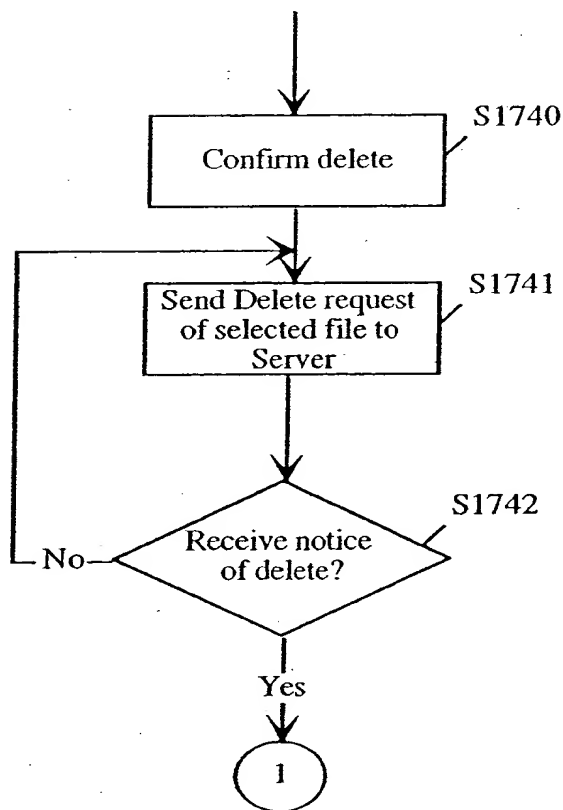 S1740
Confirm delete
S1741
Send Delete request
of selected file to
Server
S1742
Receive notice
of delete?
No
Yes
1